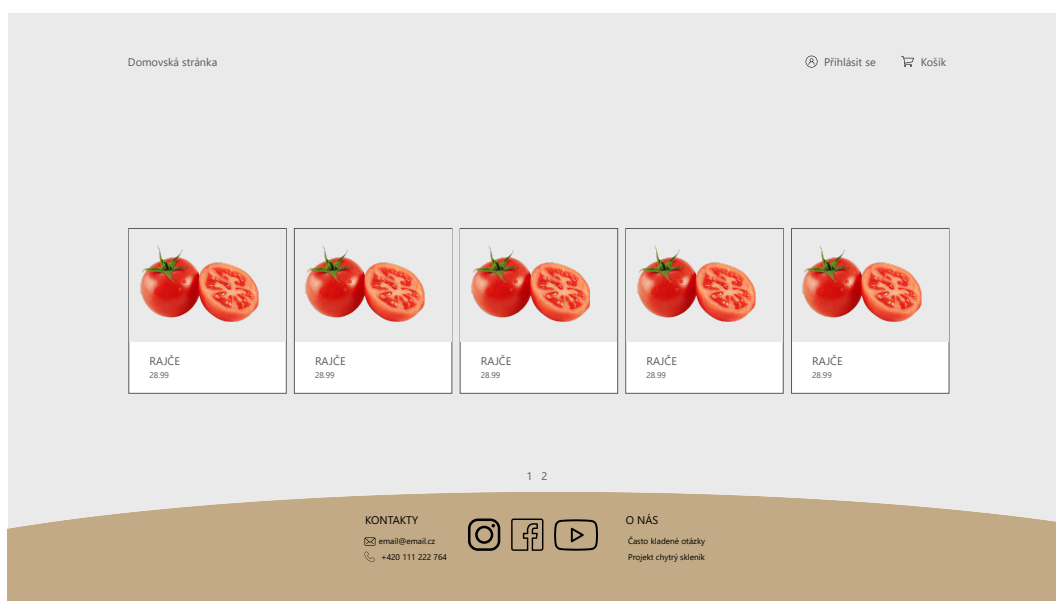 Domovská stránka
Přihlásit se
Košík
RAJČE
28.99
RAJČE
28.99
RAJČE
28.99
RAJČE
28.99
RAJČE
28.99
1 2
KONTAKTY
email@email.cz
+420 111 222 764
O NÁS
Často kladené otázky
Projekt chytrý skleník